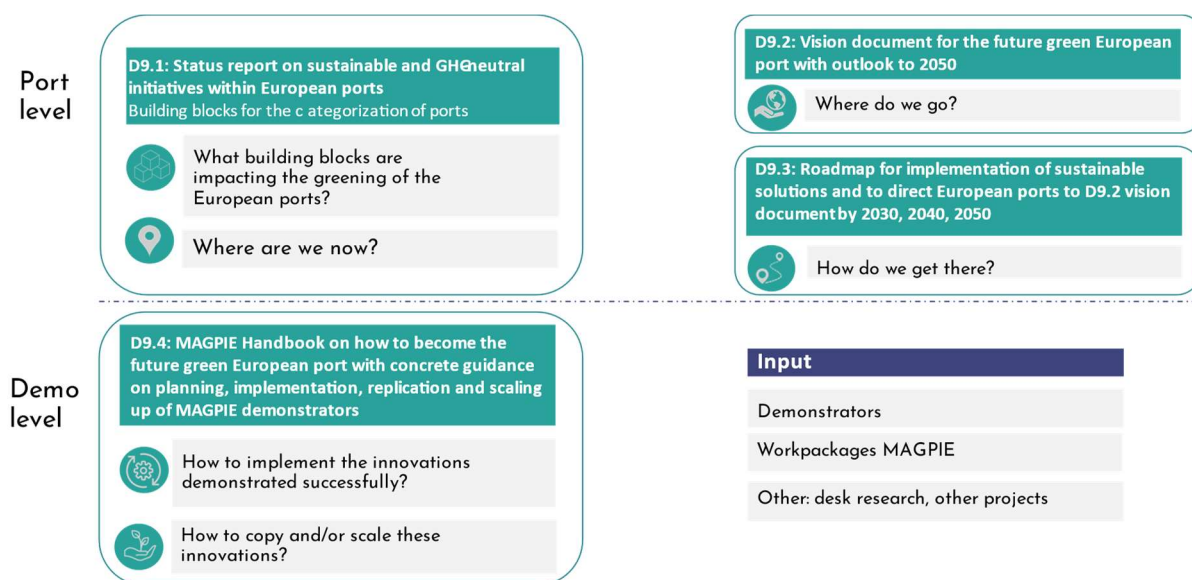 Port
level
D9.1: Status report on sustainable and GHG-neutral
initiatives within European ports
Building blocks for the c ategorization of ports
What building blocks are
impacting the greening of the
European ports?
Where are we now?
D9.2: Vision document for the future green European
port with outlook to 2050
Where do we go?
D9.3: Roadmap for implementation of sustainable
solutions and to direct European ports to D9.2 vision
document by 2030, 2040, 2050
How do we get there?
Demo
level
D9.4: MAGPIE Handbook on how to become the
future green European port with concrete guidance
on planning, implementation, replication and scaling
up of MAGPIE demonstrators
How to implement the innovations
demonstrated successfully?
How to copy and/or scale these
innovations?
Input
Demonstrators
Workpackages MAGPIE
Other: desk research, other projects